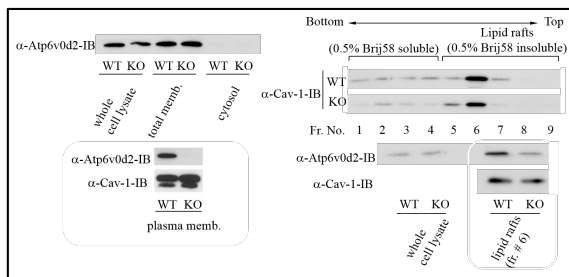 α-Atp6v0d2-IB
WT KO WT KO WT KO
whole
cell lysate
total memb.
cytosol
α-Atp6v0d2-IB
α-Cav-1-IB
WT KO
plasma memb.
Bottom Top
Lipid rafts
(0.5% Brij58 soluble) (0.5% Brij58 insoluble)
α-Cav-1-IB
WT
KO
Fr. No. 1 2 3 4 5 6 7 8 9
α-Atp6v0d2-IB
α-Cav-1-IB
WT KO WT KO
whole
cell lysate
lipid rafts
(fr. # 6)